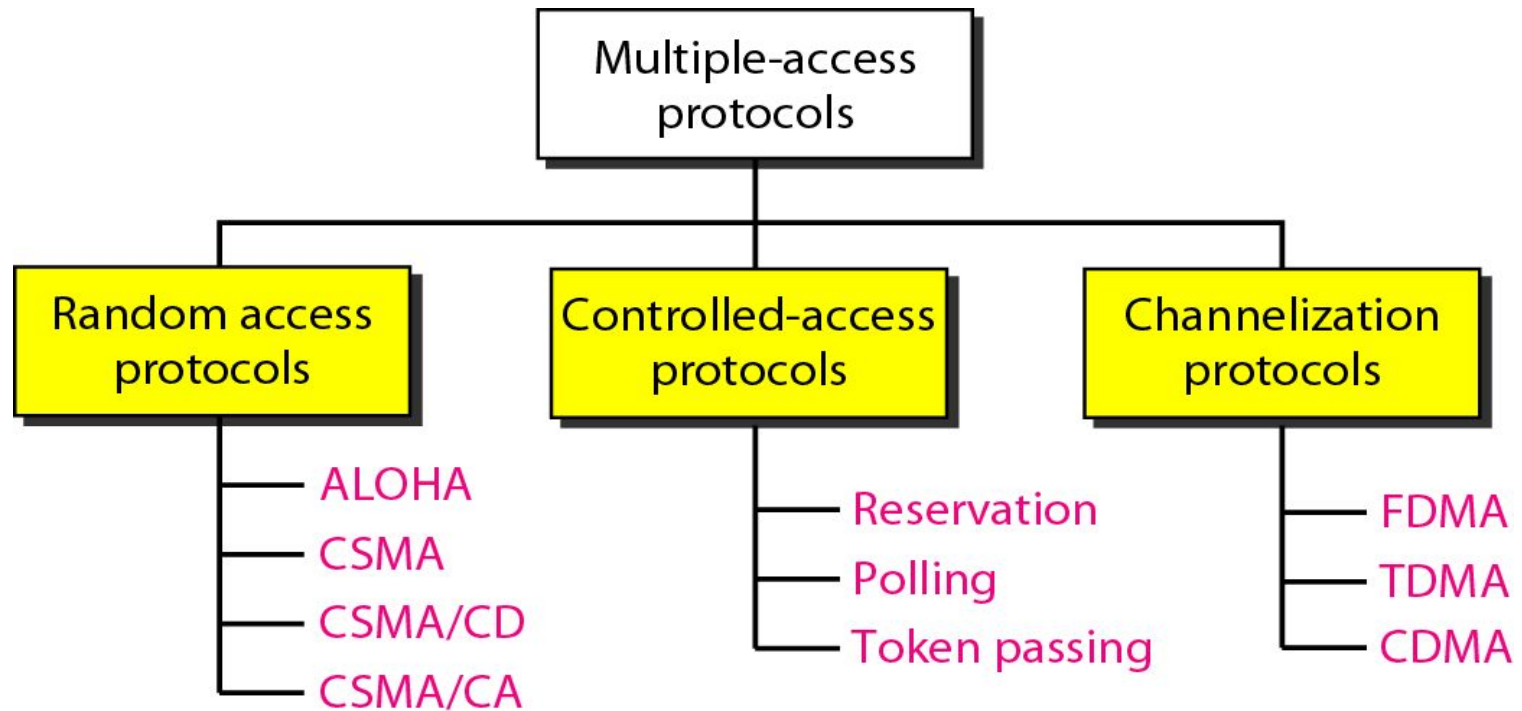 Multiple-access
protocols
Random access
protocols
Controlled-access
protocols
Channelization
protocols
ALOHA
CSMA
CSMA/CD
CSMA/CA
Reservation
Polling
Token passing
FDMA
TDMA
CDMA